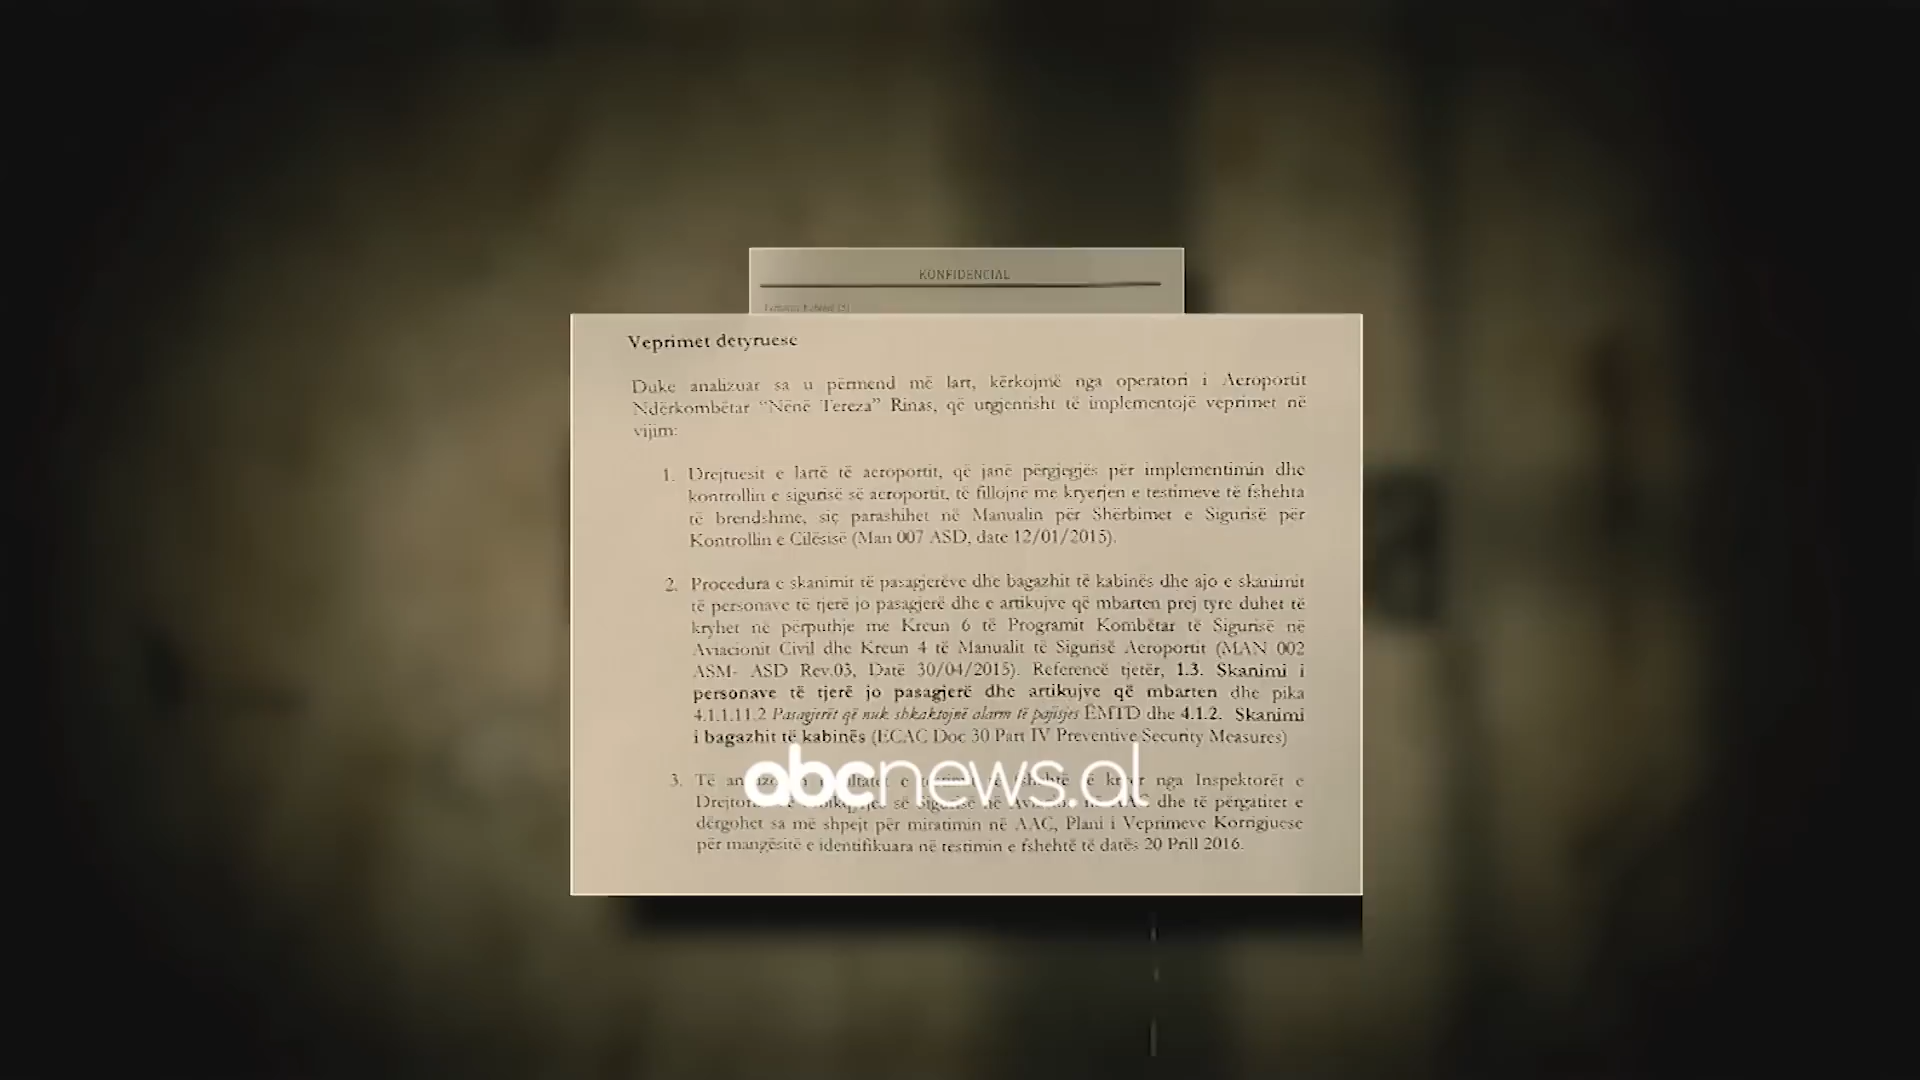 KONFIDENCIAL
Veprimet detyruese
Duke analizuar sa u përmend më lart, kërkojmë nga operatori i Aeroportit
Ndërkombëtar “Nënë Tereza” Rinas, që urgjentisht të implementojë veprimet në
vijim:
1. Drejtuesit e lartë të aeroportit, që janë përgjegjës për implementimin dhe
kontrollin e sigurisë së aeroportit, të fillojnë me kryerjen e testimeve të fshehta
të brendshme, siç parashihet në Manualin për Shërbimet e Sigurisë për
Kontrollin e Cilësisë (Man 007 ASD, date 12/01/2015).
2. Procedura e skanimit të pasagjerëve dhe bagazhit të kabinës dhe ajo e skanimit
të personave të tjerë jo pasagjerë dhe e artikujve që mbarten prej tyre duhet të
kryhet në përputhje me Kreun 6 të Programit Kombëtar të Sigurisë në
Aviacionit Civil dhe Kreun 4 të Manualit të Sigurisë Aeroportit (MAN 002
ASM- ASD Rev.03, Datë 30/04/2015). Referencë tjetër, 1.3. Skanimi i
personave të tjerë jo pasagjerë dhe artikujve që mbarten dhe pika
4.1.1.11.2 Pasagjerët që nuk shkaktojnë alarm të pajisjes EMTD dhe 4.1.2. Skanimi
i bagazhit të kabinës (ECAC Doc 30 Part IV Preventive Security Measures)
abcnews.al
3. Të e të nga Inspektorët e
së dhe të përgatitet e
dërgohet sa më shpejt për miratimin në AAC, Plani i Veprimeve Korrigjuese
për mangësitë e identifikuara në testimin e fshehtë të datës 20 Prill 2016.